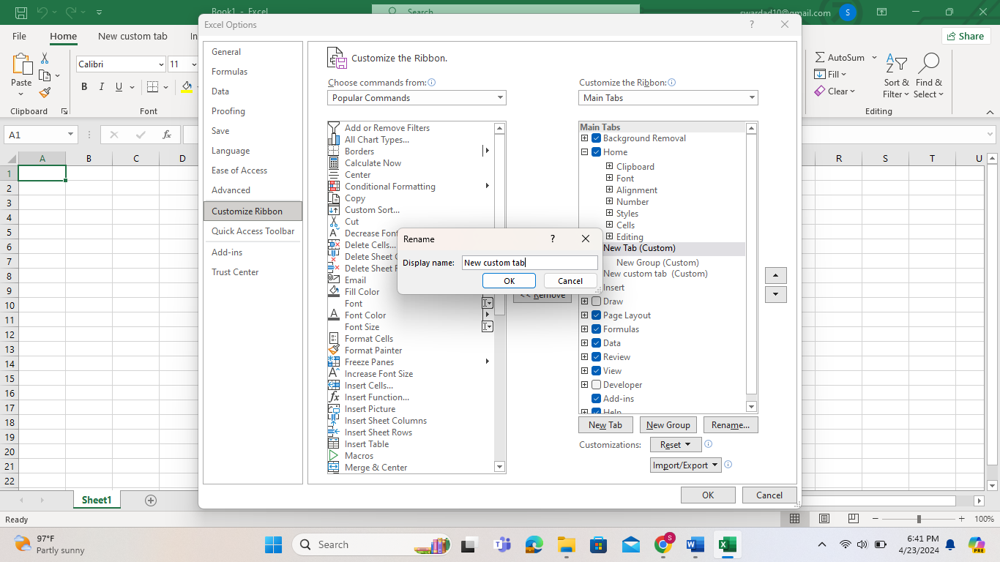 Book1 - Excel
Search
swardad10@gmail.com
S
File
Home
New custom tab
In
Share
Paste
Clipboard
Calibri
11
B
I
U
Font
AutoSum
Fill
Clear
Sort &
Filter
Find &
Select
Editing
A1
fx
A
B
C
D
R
S
T
U
1
2
3
4
5
6
7
8
9
10
11
12
13
14
15
16
17
18
19
20
21
22
Sheet1
Ready
100%
Excel Options
?
General
Formulas
Data
Proofing
Save
Language
Ease of Access
Advanced
Customize Ribbon
Quick Access Toolbar
Add-ins
Trust Center
Customize the Ribbon.
Choose commands from:
Popular Commands
Add or Remove Filters
All Chart Types...
Borders
Calculate Now
Center
Conditional Formatting
Copy
Custom Sort...
Cut
Decrease Font
Delete Cells...
Delete Sheet
Delete Sheet
Email
Fill Color
Font
Font Color
Font Size
Format Cells
Format Painter
Freeze Panes
Increase Font Size
Insert Cells...
Insert Function...
Insert Picture
Insert Sheet Columns
Insert Sheet Rows
Insert Table
Macros
Merge & Center
<< Remove
Customize the Ribbon:
Main Tabs
Main Tabs
Background Removal
Home
Clipboard
Font
Alignment
Number
Styles
Cells
Editing
New Tab (Custom)
New Group (Custom)
New custom tab (Custom)
Insert
Draw
Page Layout
Formulas
Data
Review
View
Developer
Add-ins
Help
New Tab
New Group
Rename...
Customizations:
Reset
Import/Export
OK
Cancel
Rename
?
Display name:
New custom tab
OK
Cancel
97°F
Partly sunny
Search
S
6:41 PM
4/23/2024
PRE